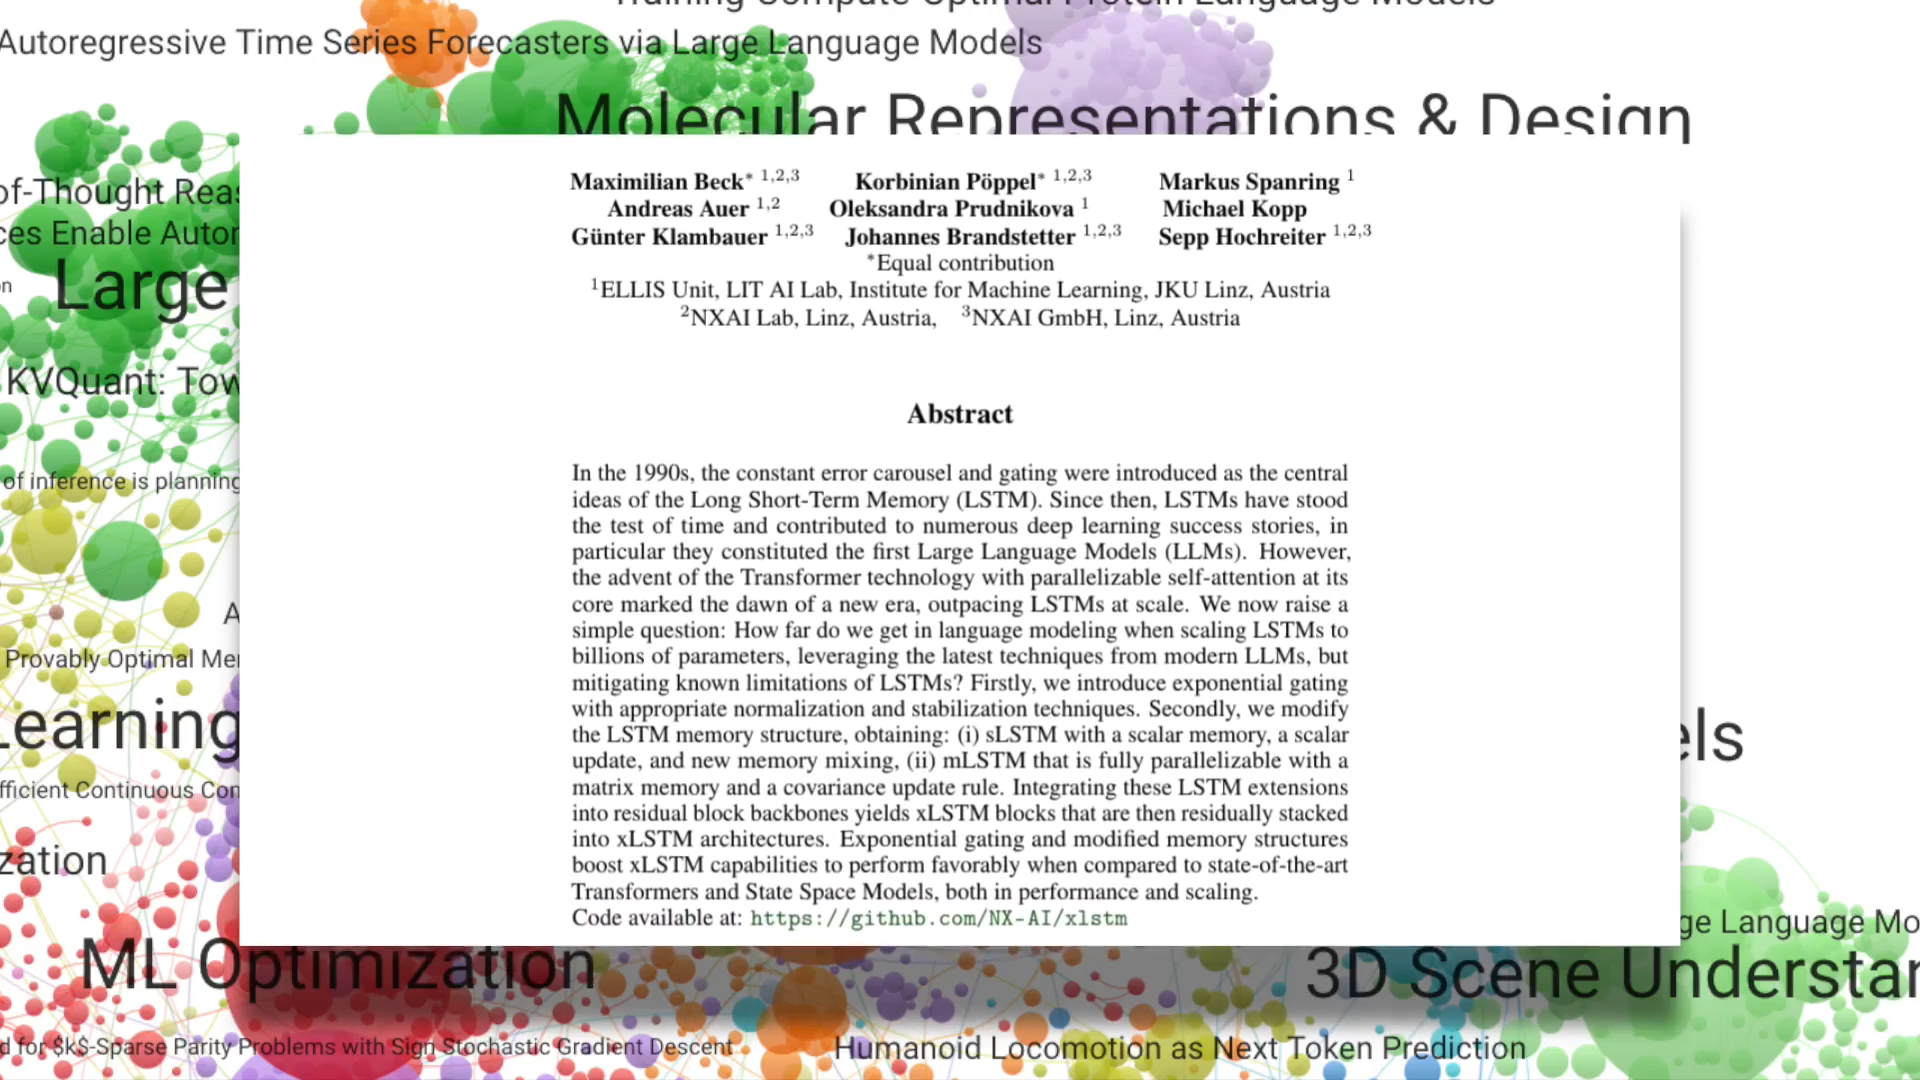 Training Compute Optimal Protein Language Models
Autoregressive Time Series Forecasters via Large Language Models
Molecular Representations & Design
Maximilian Beck* 1,2,3 Korbinian Pöppel* 1,2,3 Markus Spanring 1
Andreas Auer 1,2 Oleksandra Prudnikova 1 Michael Kopp
Günter Klambauer 1,2,3 Johannes Brandstetter 1,2,3 Sepp Hochreiter 1,2,3
*Equal contribution
1ELLIS Unit, LIT AI Lab, Institute for Machine Learning, JKU Linz, Austria
2NXAI Lab, Linz, Austria, 3NXAI GmbH, Linz, Austria
of-Thought Reas
ces Enable Autor
Large
KVQuant: Tow
of inference is planning
Provably Optimal Me
Learning
fficient Continuous Con
zation
Abstract
In the 1990s, the constant error carousel and gating were introduced as the central
ideas of the Long Short-Term Memory (LSTM). Since then, LSTMs have stood
the test of time and contributed to numerous deep learning success stories, in
particular they constituted the first Large Language Models (LLMs). However,
the advent of the Transformer technology with parallelizable self-attention at its
core marked the dawn of a new era, outpacing LSTMs at scale. We now raise a
simple question: How far do we get in language modeling when scaling LSTMs to
billions of parameters, leveraging the latest techniques from modern LLMs, but
mitigating known limitations of LSTMs? Firstly, we introduce exponential gating
with appropriate normalization and stabilization techniques. Secondly, we modify
the LSTM memory structure, obtaining: (i) sLSTM with a scalar memory, a scalar
update, and new memory mixing, (ii) mLSTM that is fully parallelizable with a
matrix memory and a covariance update rule. Integrating these LSTM extensions
into residual block backbones yields xLSTM blocks that are then residually stacked
into xLSTM architectures. Exponential gating and modified memory structures
boost xLSTM capabilities to perform favorably when compared to state-of-the-art
Transformers and State Space Models, both in performance and scaling.
Code available at: https://github.com/NX-AI/xlstm
els
ge Language Mo
ML Optimization
3D Scene Understar
d for $k$-Sparse Parity Problems with Sign Stochastic Gradient Descent
Humanoid Locomotion as Next Token Prediction